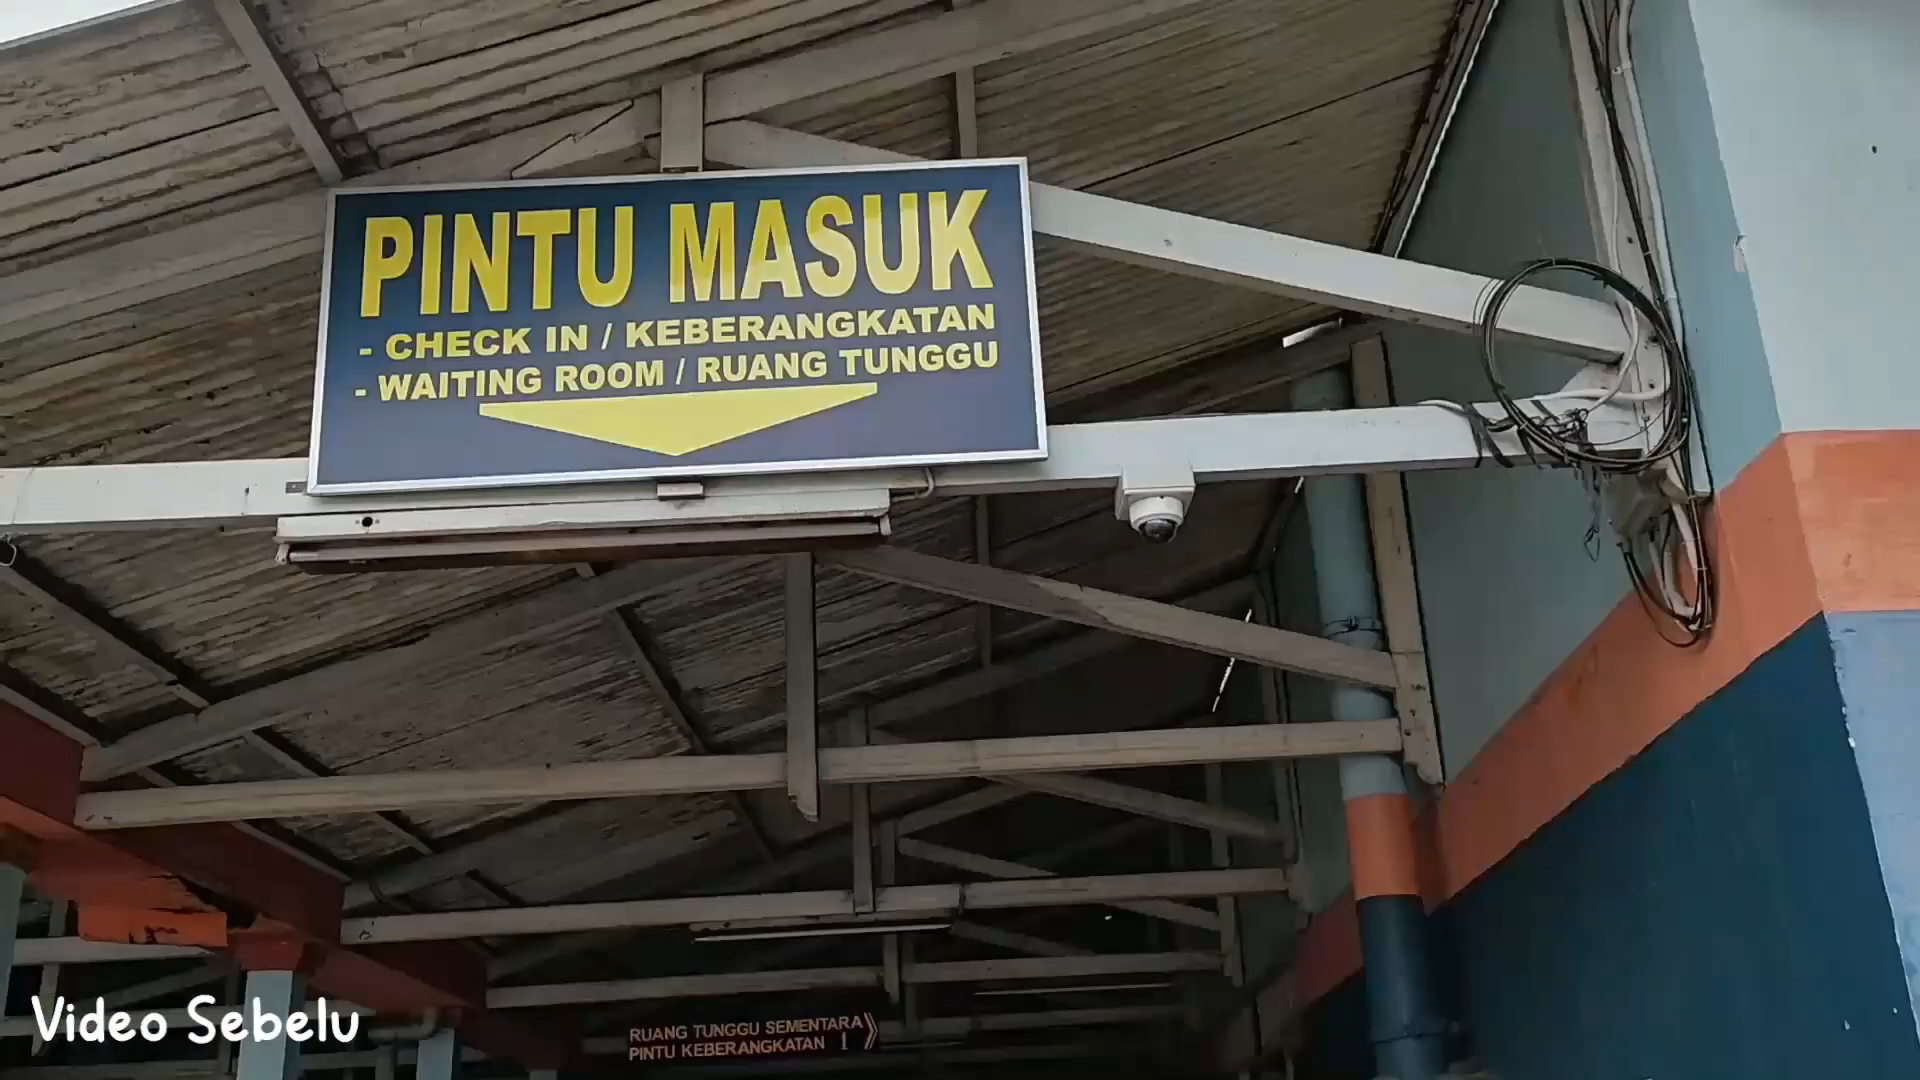 PINTU MASUK
- CHECK IN / KEBERANGKATAN
- WAITING ROOM / RUANG TUNGGU
RUANG TUNGGU SEMENTARA
PINTU KEBERANGKATAN 1
Video Sebelu